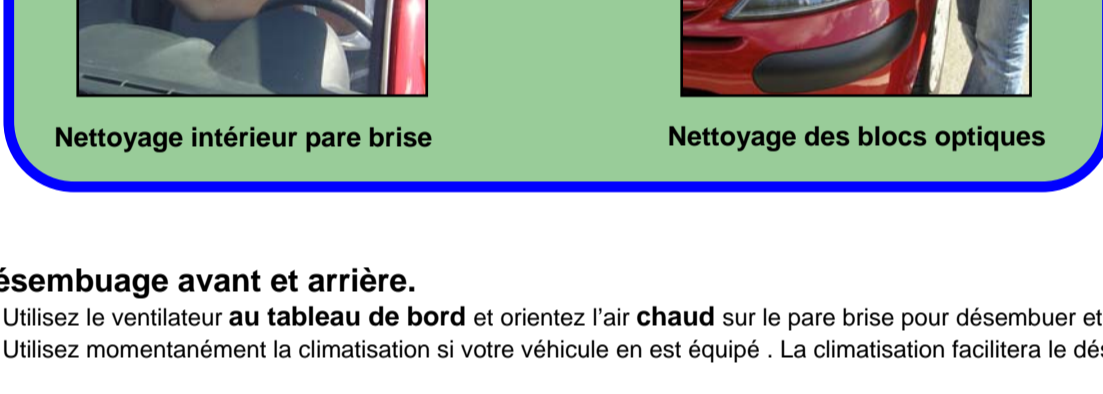 Nettoyage intérieur pare brise
Nettoyage des blocs optiques
ésembuage avant et arrière.
Utilisez le ventilateur au tableau de bord et orientez l’air chaud sur le pare brise pour désembuer et
Utilisez momentanément la climatisation si votre véhicule en est équipé . La climatisation facilitera le dés